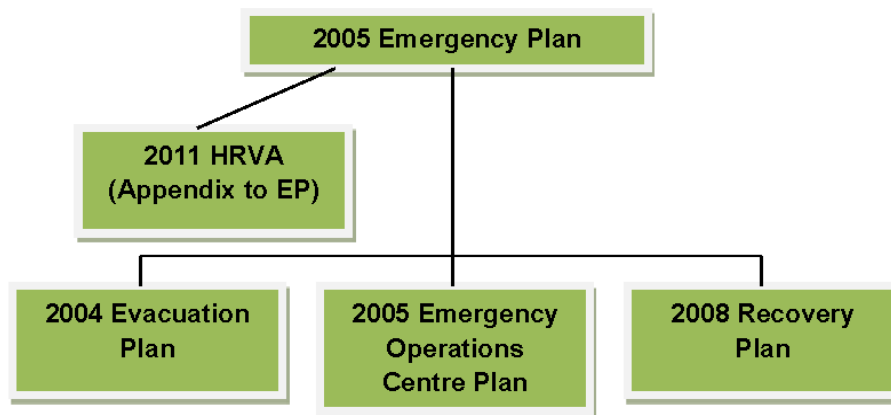 2005 Emergency Plan
2011 HRVA
(Appendix to EP)
2004 Evacuation
Plan
2005 Emergency
Operations
Centre Plan
2008 Recovery
Plan